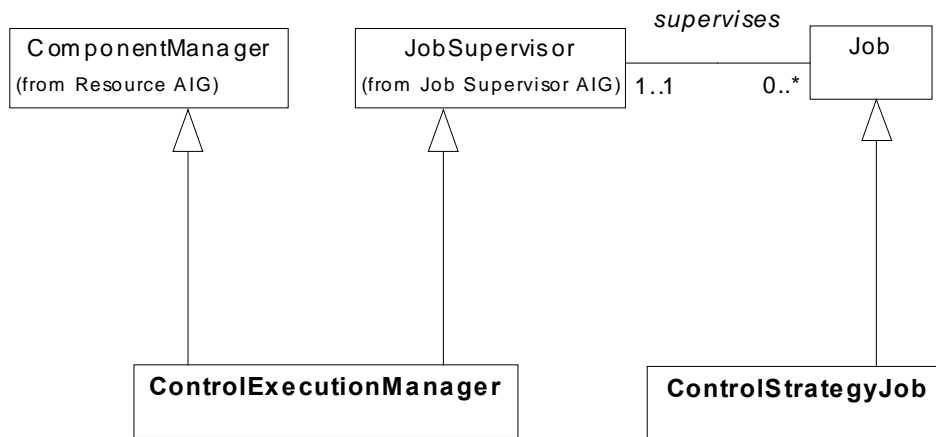 supervises
ComponentManager
(from Resource AIG)
JobSupervisor
(from Job Supervisor AIG)
Job
1..1
0..*
ControlExecutionManager
ControlStrategyJob